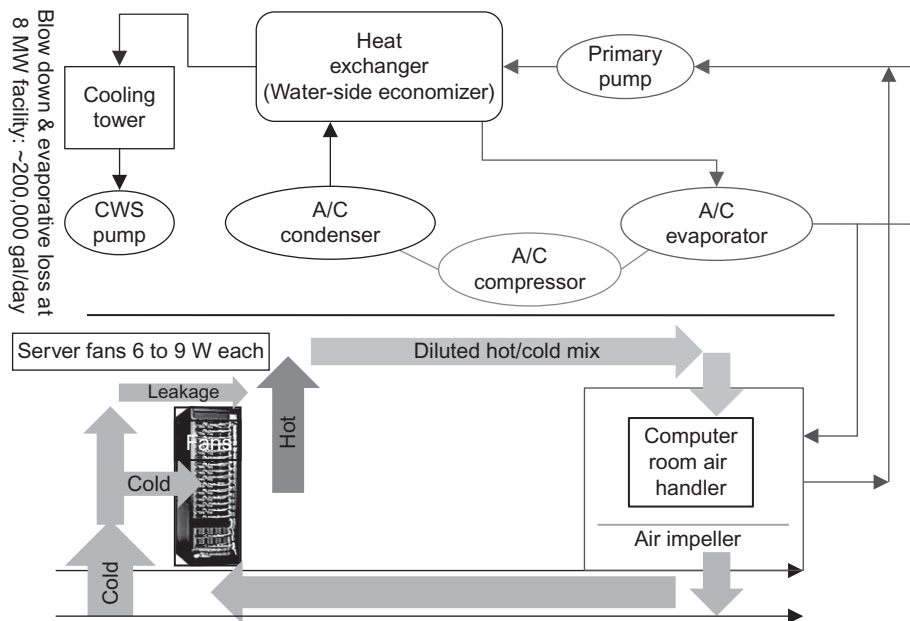 Blow down & evaporative loss at
8 MW facility: ~200,000 gal/day
Heat
exchanger
(Water-side economizer)
Primary
pump
Cooling
tower
CWS
pump
A/C
condenser
A/C
compressor
A/C
evaporator
Server fans 6 to 9 W each
Diluted hot/cold mix
Leakage
Fans
Hot
Cold
Cold
Computer
room air
handler
Air impeller